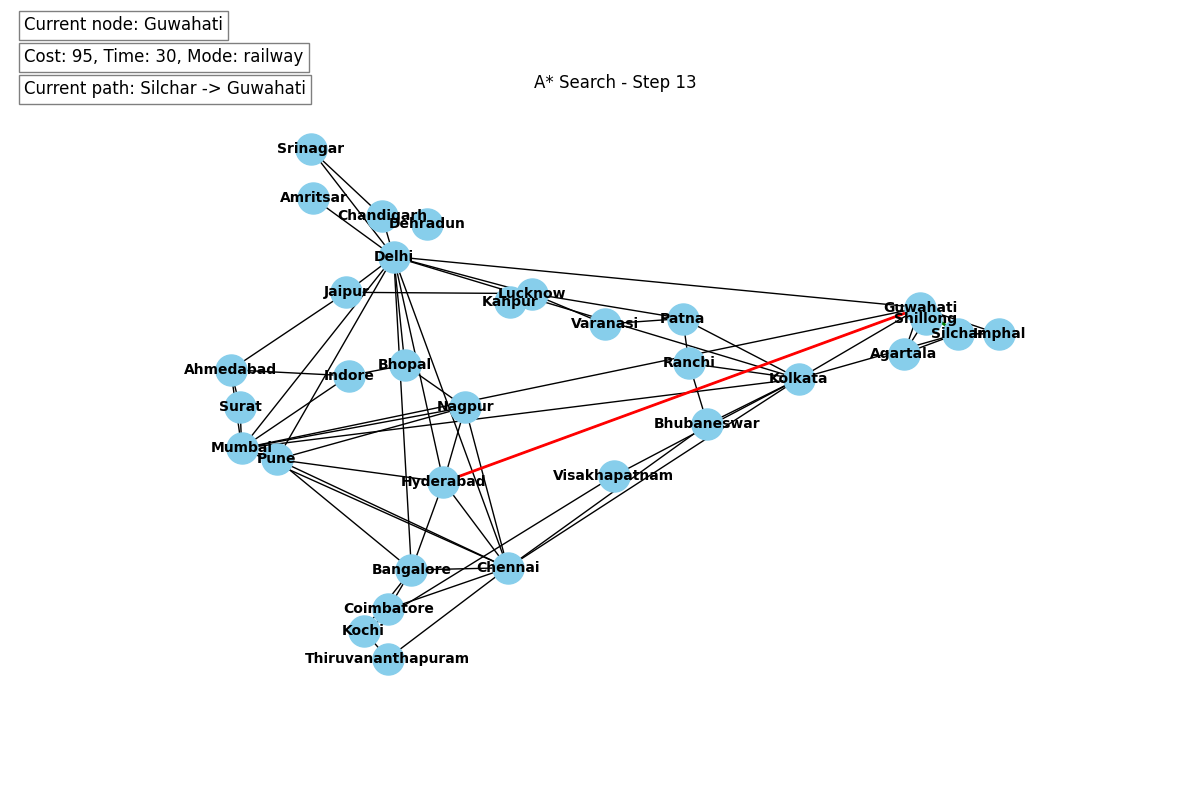 Current node: Guwahati
Cost: 95, Time: 30, Mode: railway
A* Search - Step 13
Current path: Silchar -> Guwahati
Srinagar
Amritsar
Chandigarh
Dehradun
Delhi
Jaipur
Lucknow
Kanpur
Guwahati
Shillong
Varanasi
Patna
Silchar
Imphal
Agartala
Ranchi
Bhopal
Ahmedabad
Indore
Kolkata
Surat
Nagpur
Bhubaneswar
Mumbai
Pune
Visakhapatnam
Hyderabad
Bangalore
Chennai
Coimbatore
Kochi
Thiruvananthapuram